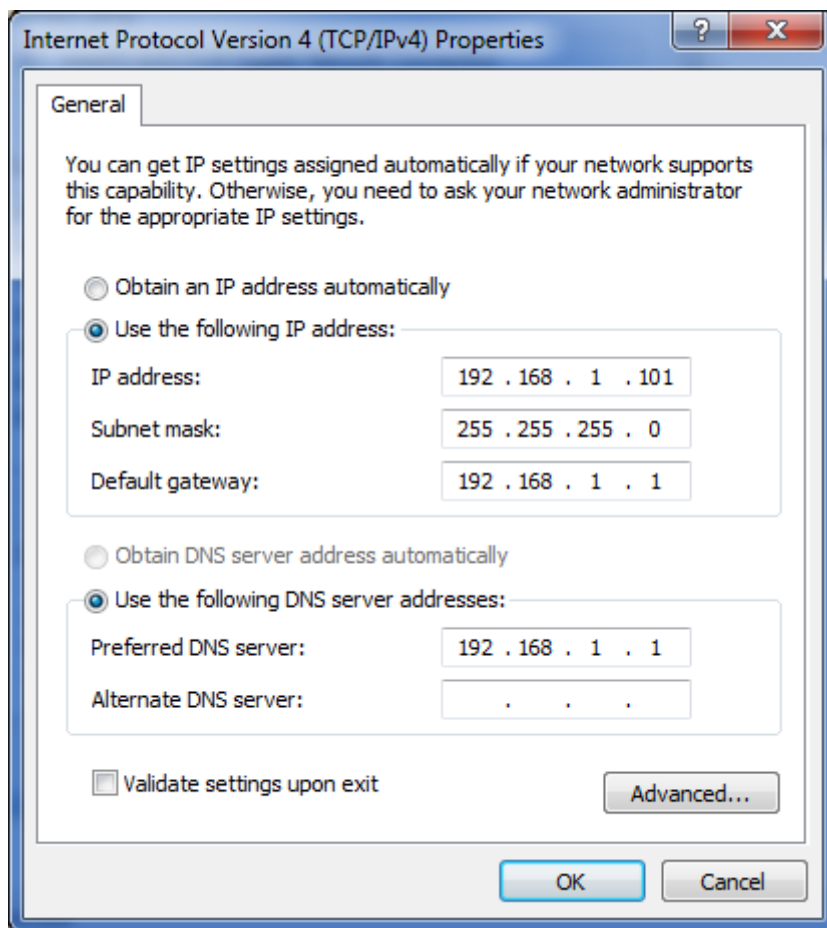 Internet Protocol Version 4 (TCP/IPv4) Properties
?
General
You can get IP settings assigned automatically if your network supports
this capability. Otherwise, you need to ask your network administrator
for the appropriate IP settings.
Obtain an IP address automatically
Use the following IP address:
IP address: 192 . 168 . 1 . 101
Subnet mask: 255 . 255 . 255 . 0
Default gateway: 192 . 168 . 1 . 1
Obtain DNS server address automatically
Use the following DNS server addresses:
Preferred DNS server: 192 . 168 . 1 . 1
Alternate DNS server: . . .
Validate settings upon exit
Advanced...
OK Cancel